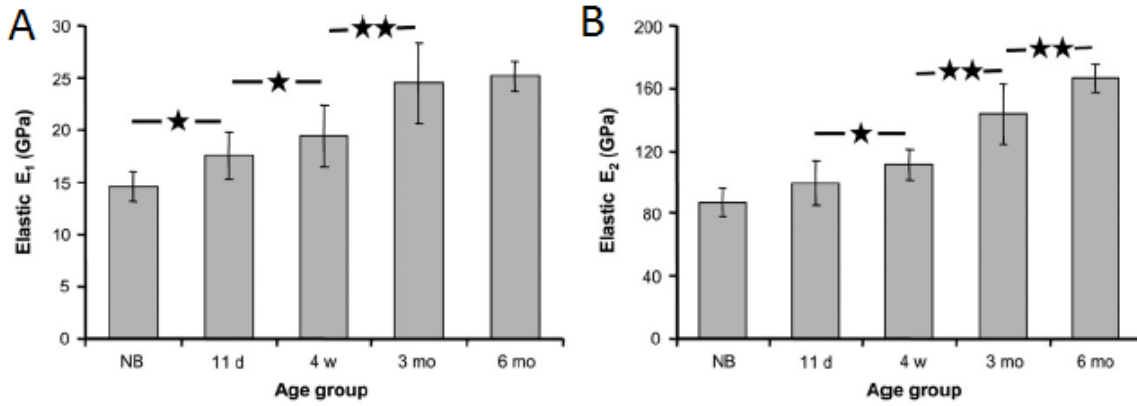 A
Elastic E₁ (GPa)
30
25
20
15
10
5
0
★★
★
★
NB 11 d 4 w 3 mo 6 mo
Age group
B
Elastic E₂ (GPa)
200
160
120
80
40
0
★★
★★
★
NB 11 d 4 w 3 mo 6 mo
Age group